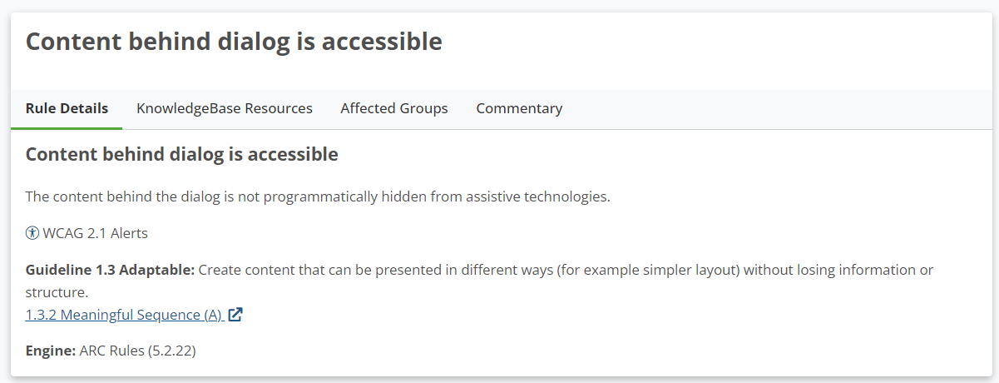 Content behind dialog is accessible
Rule Details
KnowledgeBase Resources
Affected Groups
Commentary
Content behind dialog is accessible
The content behind the dialog is not programmatically hidden from assistive technologies.
WCAG 2.1 Alerts
Guideline 1.3 Adaptable: Create content that can be presented in different ways (for example simpler layout) without losing information or
structure.
1.3.2 Meaningful Sequence (A)
Engine: ARC Rules (5.2.22)